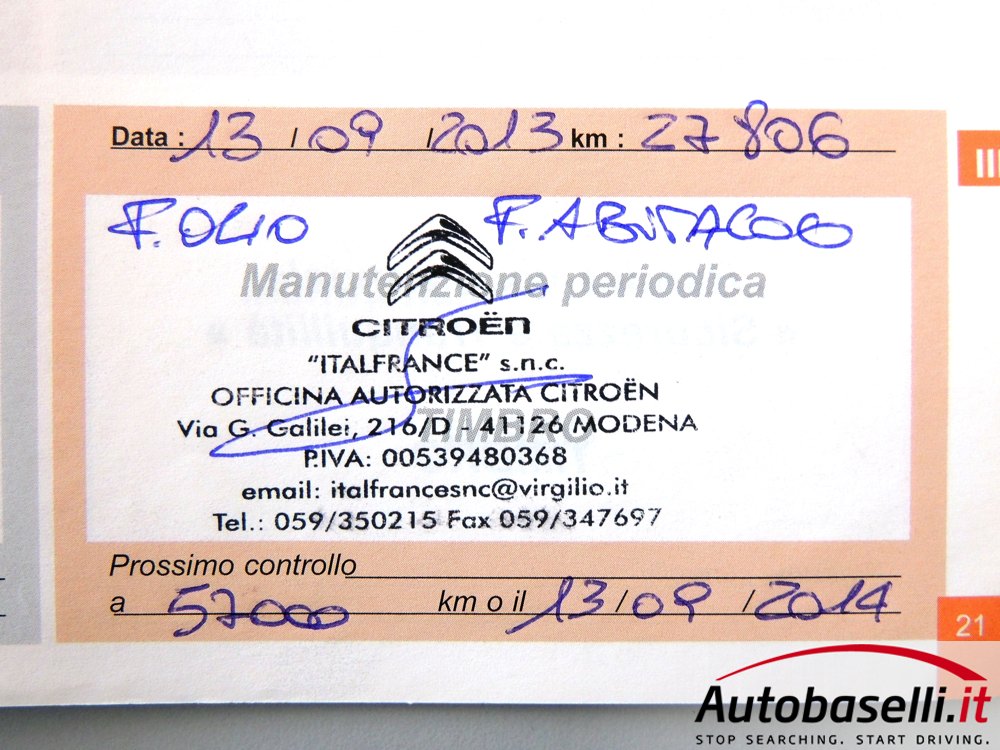 Data : 13 / 09 / 2013 km : 27806
III
F. OLIO F. ABITACOLO
Manutenzione periodica
CITROËN
"ITALFRANCE" s.n.c.
OFFICINA AUTORIZZATA CITROËN
TIMBRO
Via G. Galilei, 216/D - 41126 MODENA
P.IVA: 00539480368
email: italfrancesnc@virgilio.it
Tel.: 059/350215 Fax 059/347697
Prossimo controllo
a 57000 km o il 13 / 09 / 2014
21
Autobaselli.it
STOP SEARCHING. START DRIVING.